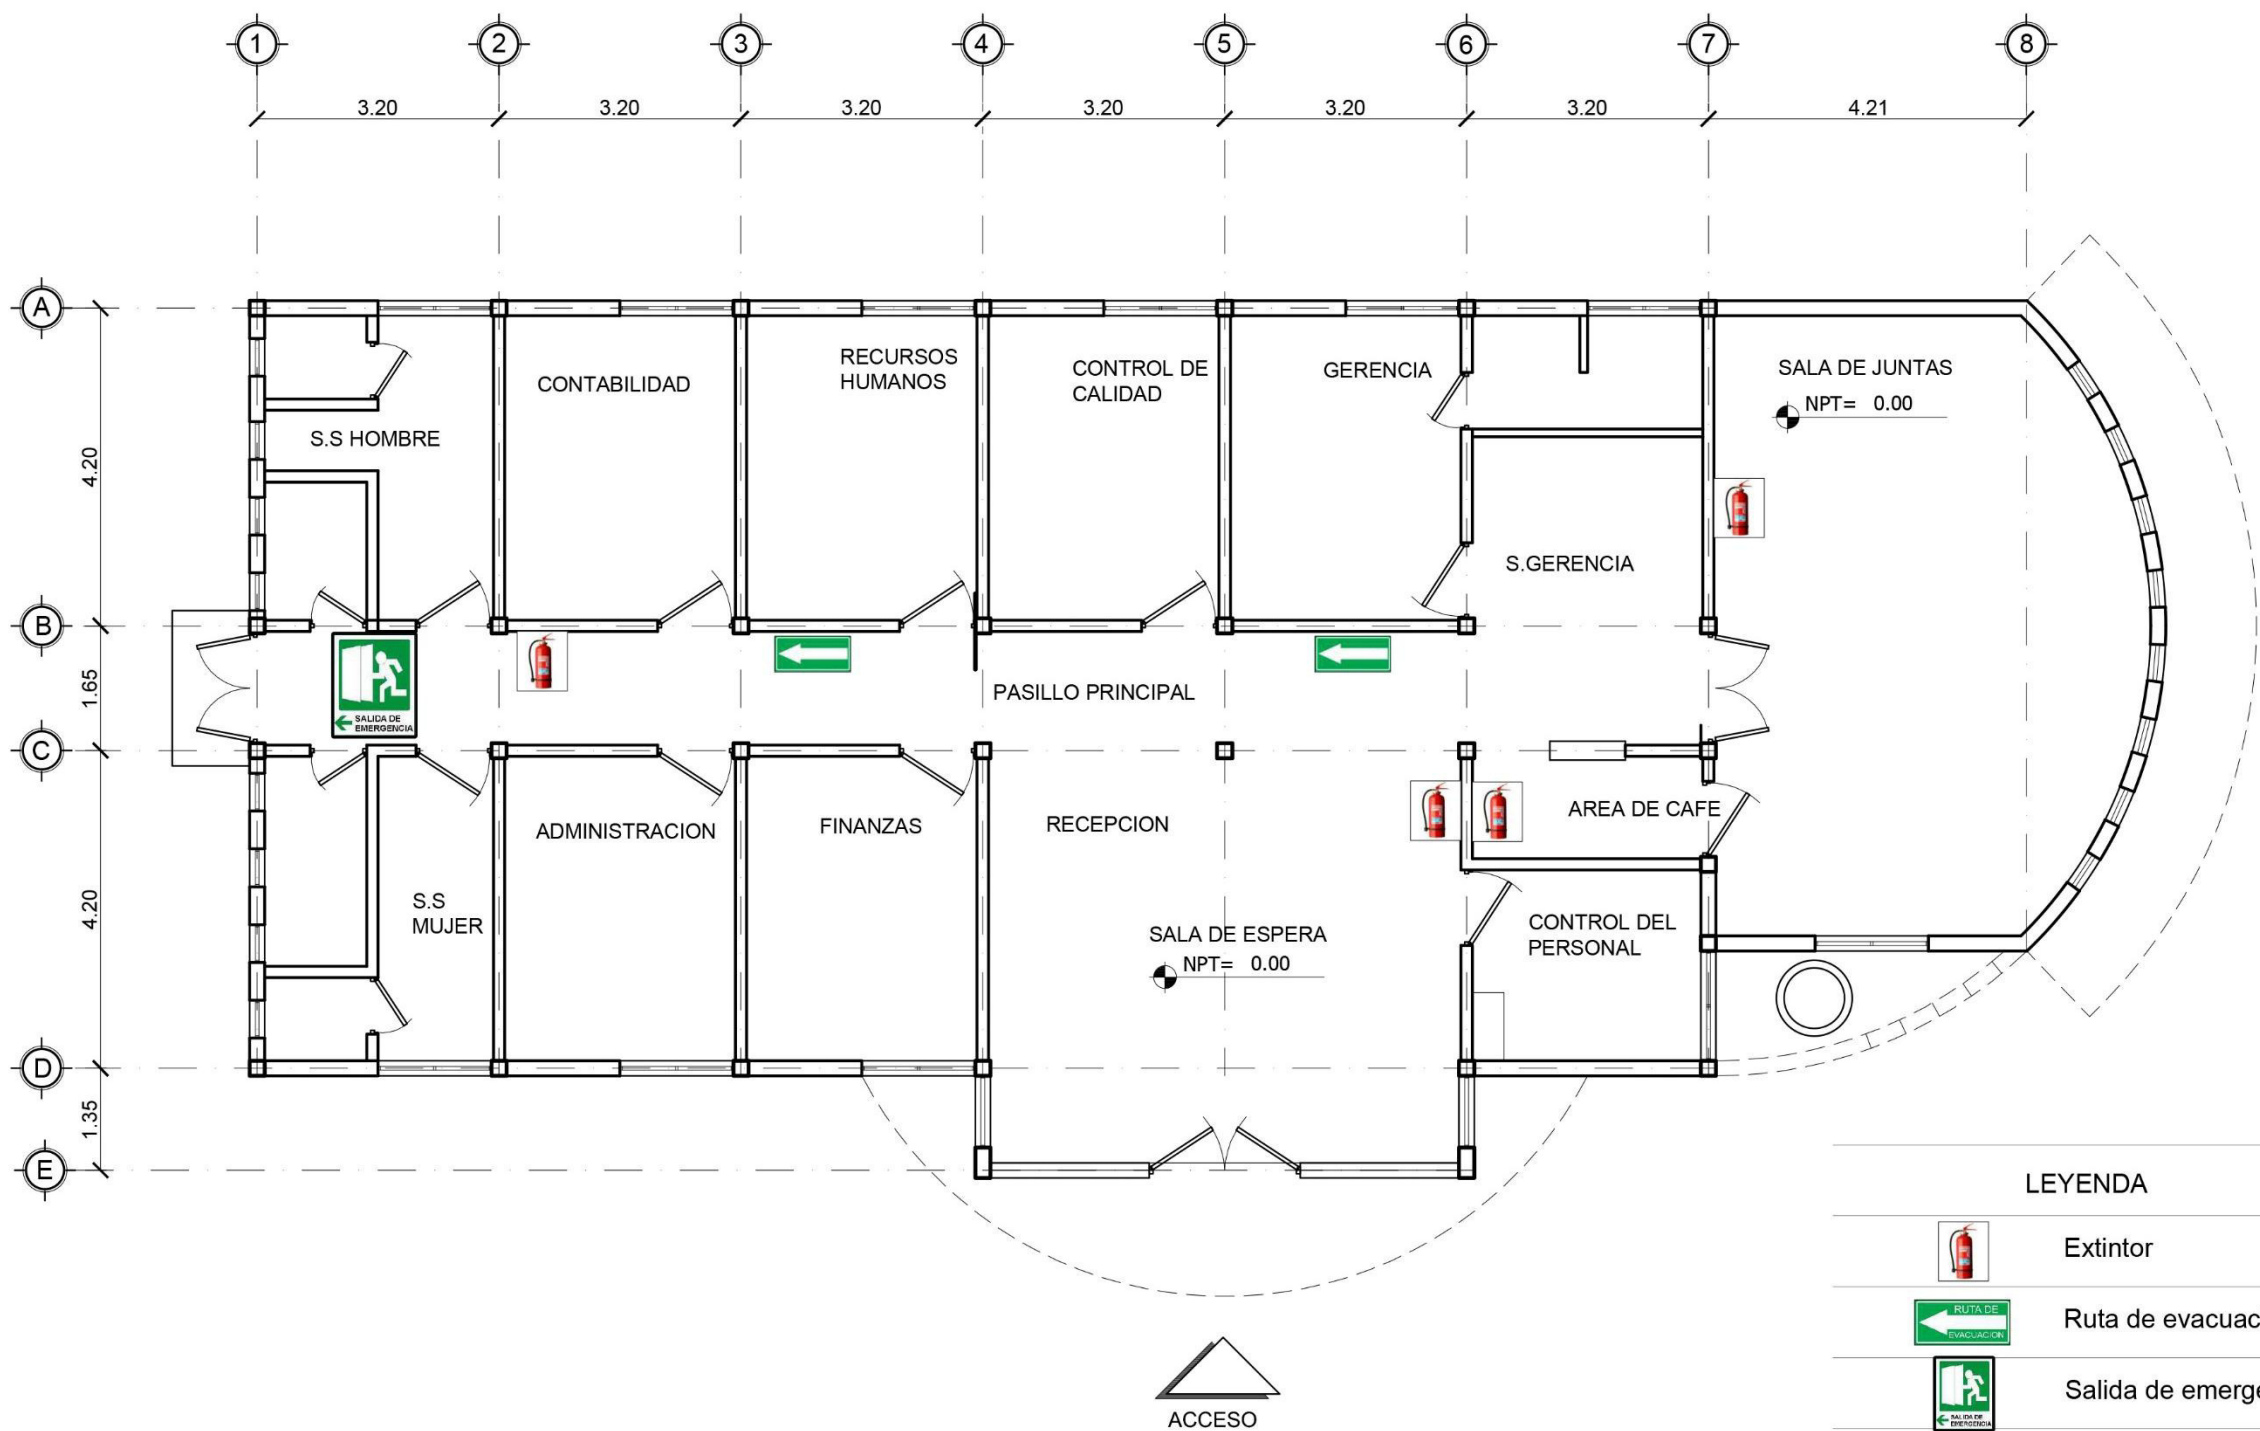 1 2 3 4 5 6 7 8
3.20 3.20 3.20 3.20 3.20 3.20 4.21
A
B
C
D
E
4.20
1.65
4.20
1.35
S.S HOMBRE
CONTABILIDAD
RECURSOS
HUMANOS
CONTROL DE
CALIDAD
GERENCIA
S.GERENCIA
SALA DE JUNTAS
NPT= 0.00
SALIDA DE
EMERGENCIA
PASILLO PRINCIPAL
S.S
MUJER
ADMINISTRACION
FINANZAS
RECEPCION
AREA DE CAFE
SALA DE ESPERA
NPT= 0.00
CONTROL DEL
PERSONAL
ACCESO
LEYENDA
Extintor
RUTA DE
EVACUACION
Ruta de evacuac
SALIDA DE
EMERGENCIA
Salida de emerge